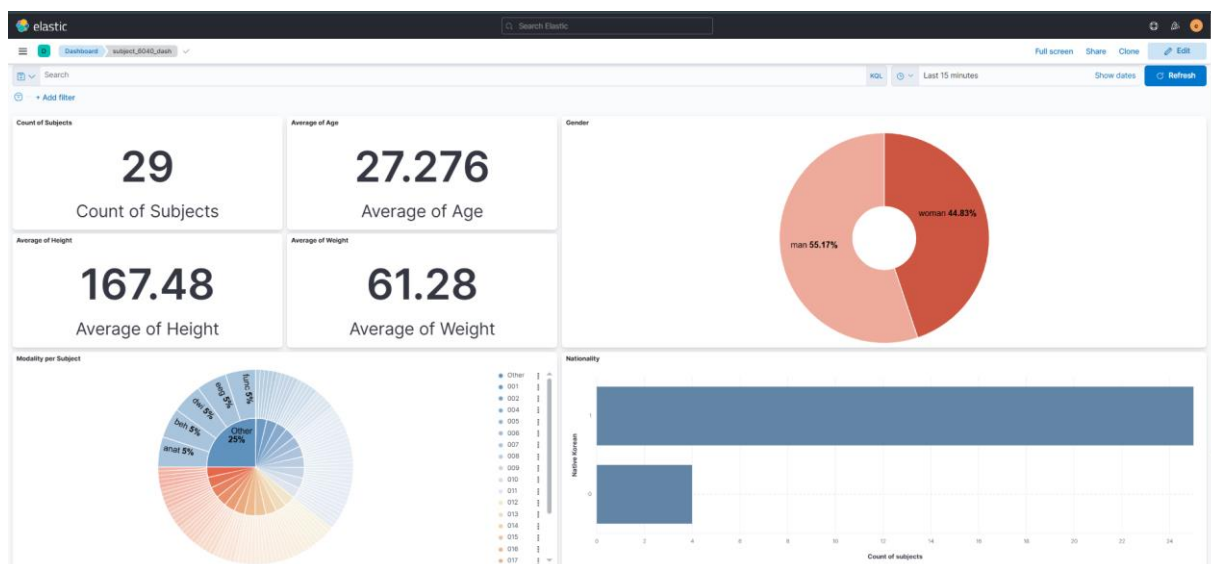 elastic
Search Elastic
e
D
Dashboard
subject_6040_dash
Full screen
Share
Clone
Edit
Search
KQL
Last 15 minutes
Show dates
Refresh
+ Add filter
Count of Subjects
29
Count of Subjects
Average of Age
27.276
Average of Age
Gender
woman 44.83%
man 55.17%
Average of Height
167.48
Average of Height
Average of Weight
61.28
Average of Weight
Modality per Subject
func 5%
eeg 5%
dwi 5%
beh 5%
anat 5%
Other
25%
Other
001
002
004
005
006
007
008
009
010
011
012
013
014
015
016
017
Nationality
Native Korean
1
0
0 2 4 6 8 10 12 14 16 18 20 22 24
Count of subjects